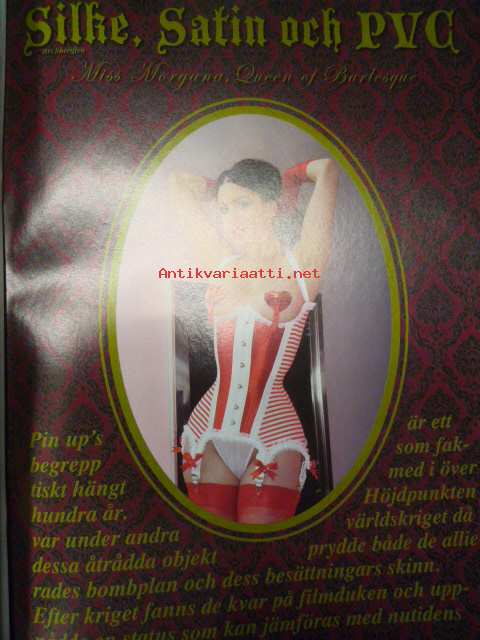 Silke, Satin och PVC
Miss Morgana, Queen of Burlesque
Antikvariaatti.net
Pin up's är ett
begrepp som fak-
tiskt hängt med i över
hundra år. Höjdpunkten
var under andra världskriget då
dessa åtrådda objekt prydde både de allie-
rades bombplan och dess besättningars skinn.
Efter kriget fanns de kvar på filmduken och upp-
status som kan jämföras med nutidens